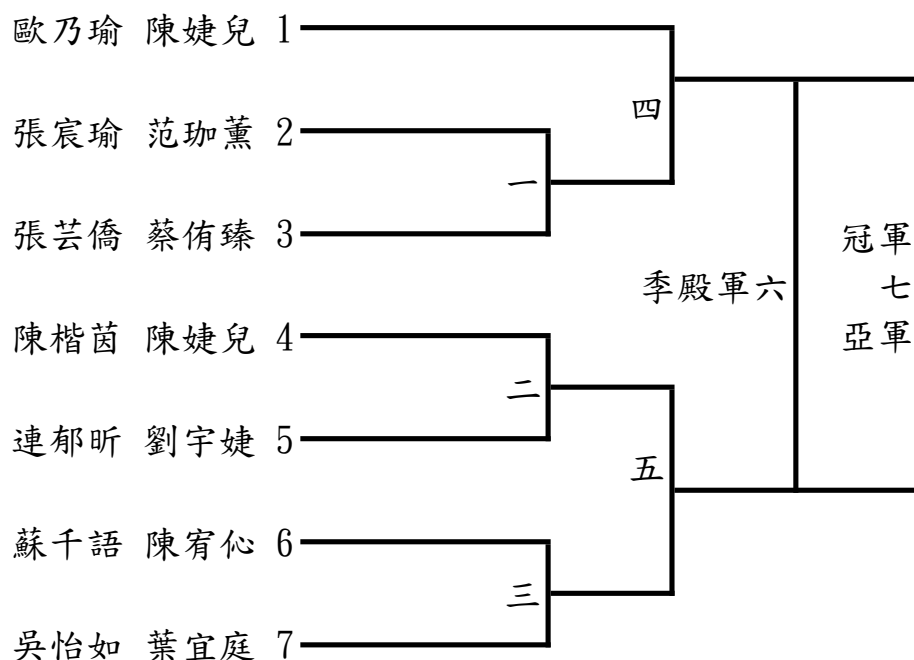 歐乃瑜 陳婕兒 1
四
張宸瑜 范珈薰 2
一
張芸僑 蔡侑臻 3
冠軍
季殿軍六
七
陳楷茵 陳婕兒 4
亞軍
二
連郁昕 劉宇婕 5
五
蘇千語 陳宥伈 6
三
吳怡如 葉宜庭 7